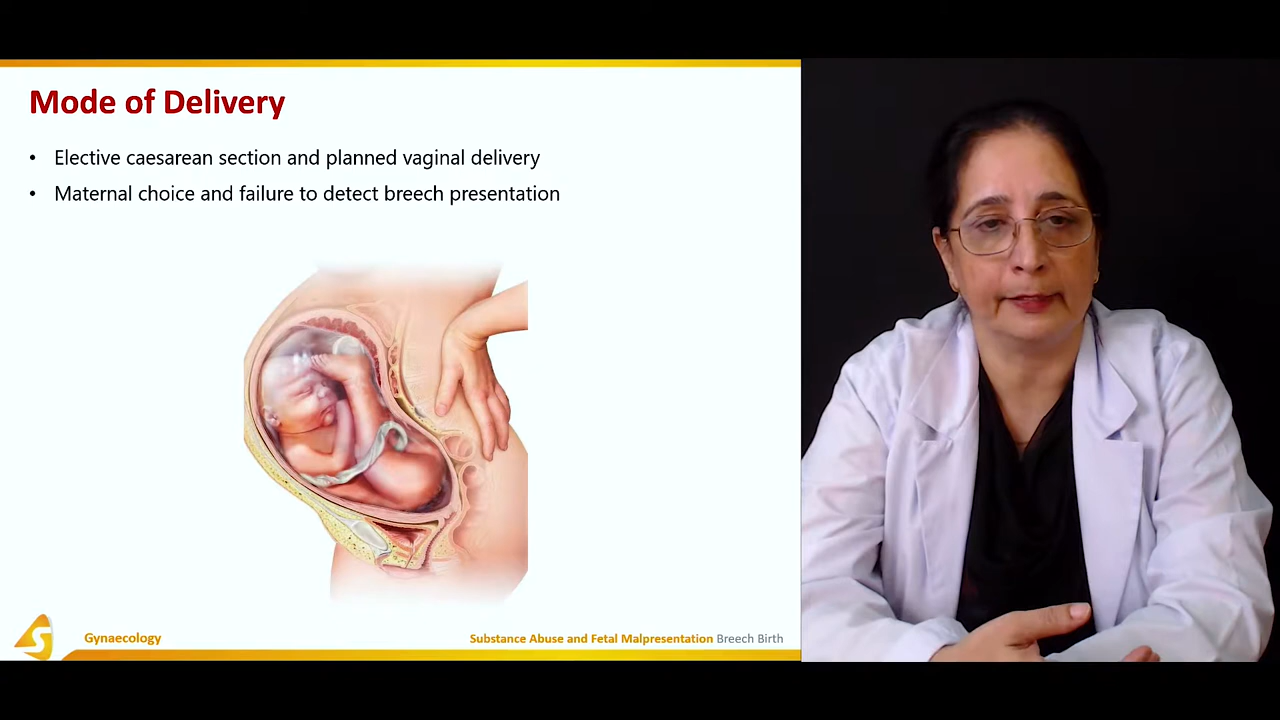 Mode of Delivery
• Elective caesarean section and planned vaginal delivery
• Maternal choice and failure to detect breech presentation
S
Gynaecology
Substance Abuse and Fetal Malpresentation Breech Birth